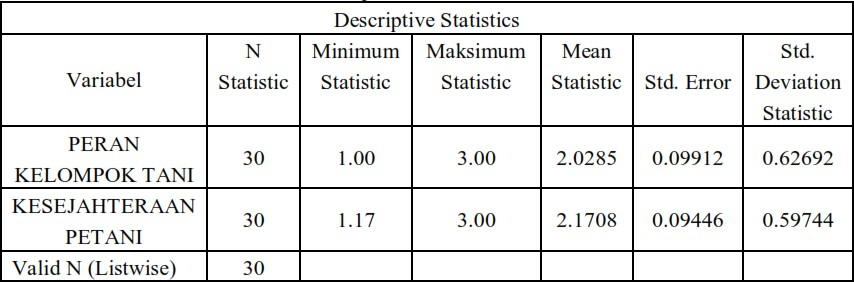 Descriptive Statistics
Variabel N Statistic Minimum Statistic Maksimum Statistic Mean Statistic Std. Error Std. Deviation Statistic
PERAN KELOMPOK TANI 30 1.00 3.00 2.0285 0.09912 0.62692
KESEJAHTERAAN PETANI 30 1.17 3.00 2.1708 0.09446 0.59744
Valid N (Listwise) 30